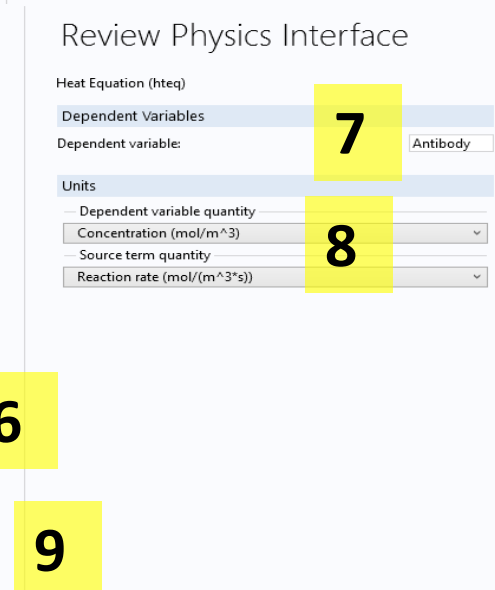 Review Physics Interface
Heat Equation (hteq)
Dependent Variables
7
Dependent variable:
Antibody
Units
Dependent variable quantity
Concentration (mol/m^3)
8
Source term quantity
Reaction rate (mol/(m^3*s))
6
9